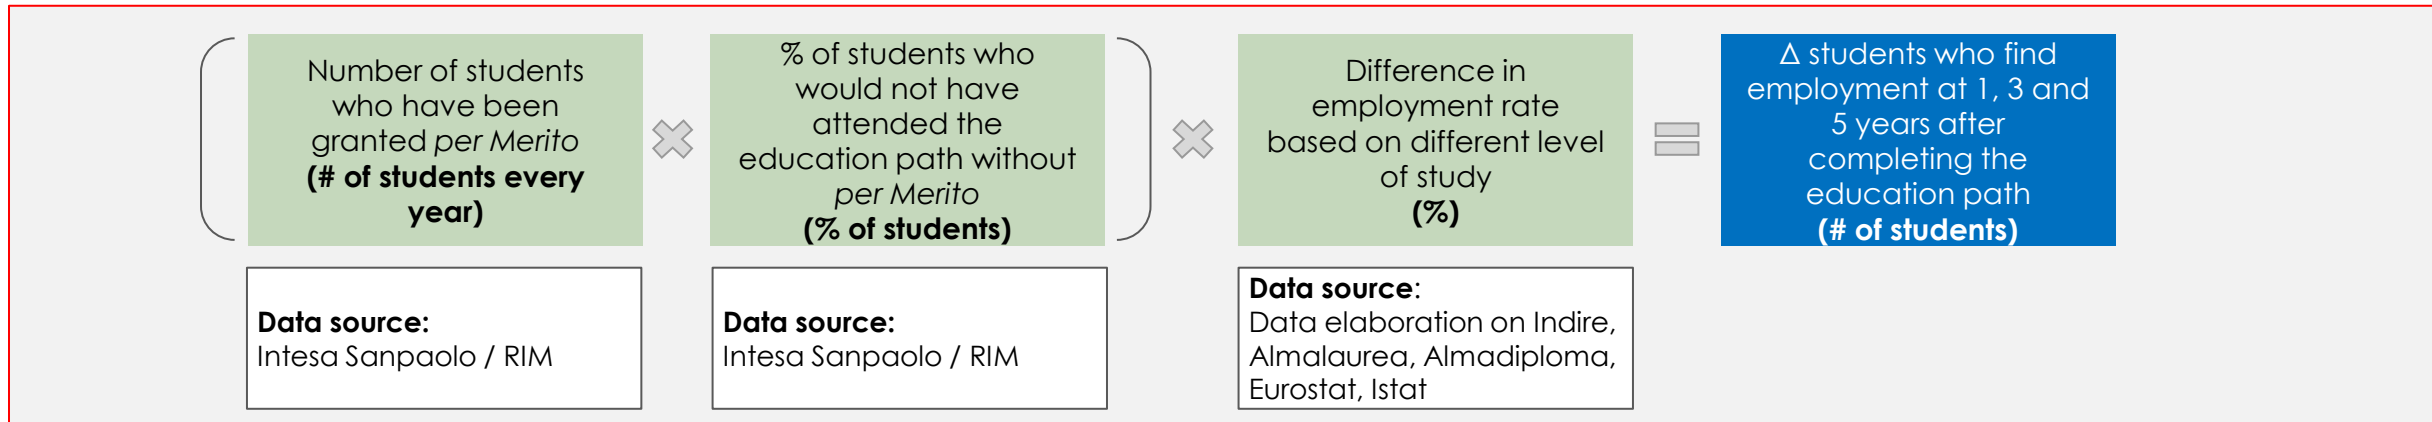 Number of students
who have been
granted per Merito
(# of students every
year)
% of students who
would not have
attended the
education path without
per Merito
(% of students)
Difference in
employment rate
based on different level
of study
(%)
Δ students who find
employment at 1, 3 and
5 years after
completing the
education path
(# of students)
Data source:
Intesa Sanpaolo / RIM
Data source:
Intesa Sanpaolo / RIM
Data source:
Data elaboration on Indire,
Almalaurea, Almadiploma,
Eurostat, Istat